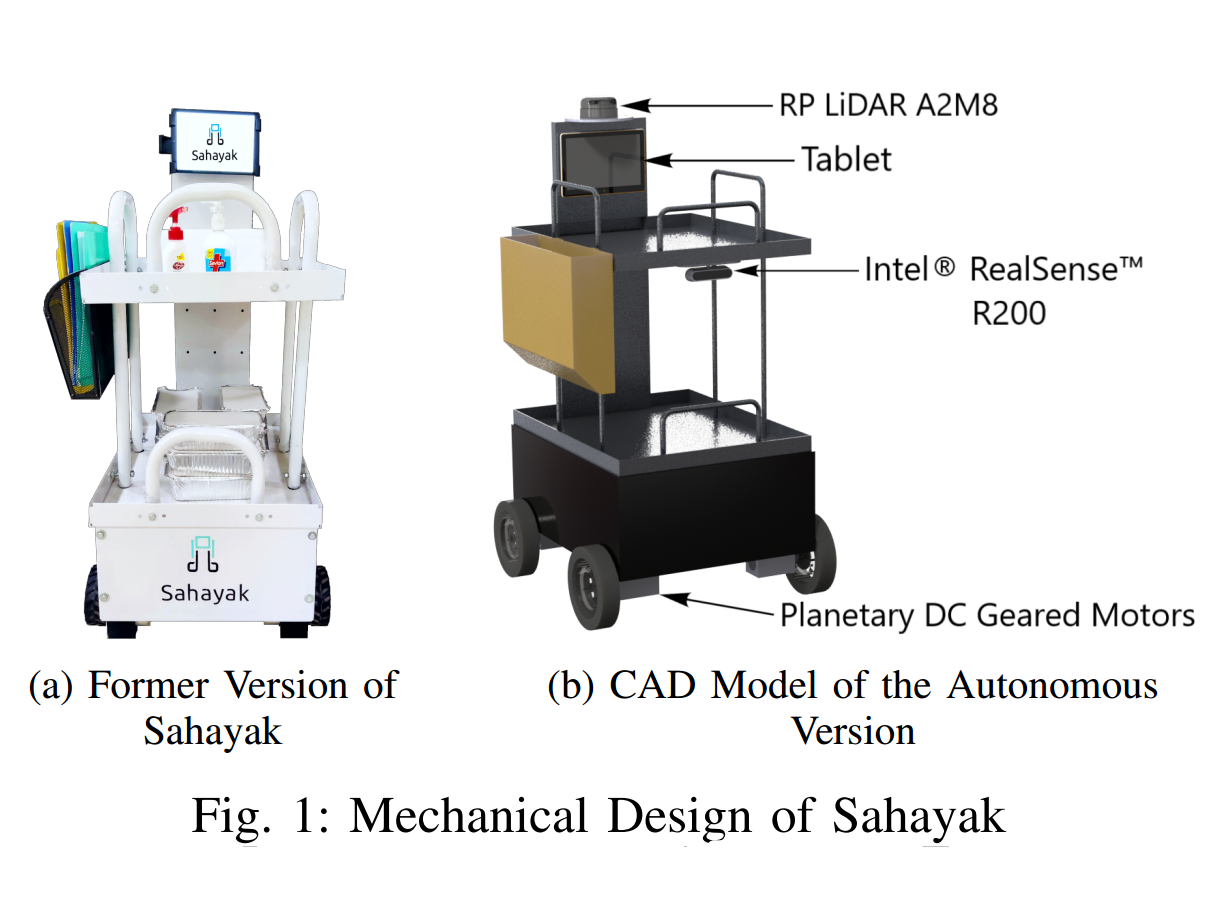 Sahayak
Sahayak
RP LiDAR A2M8
Tablet
Intel® RealSense™
R200
Planetary DC Geared Motors
(a) Former Version of
Sahayak
(b) CAD Model of the Autonomous
Version
Fig. 1: Mechanical Design of Sahayak